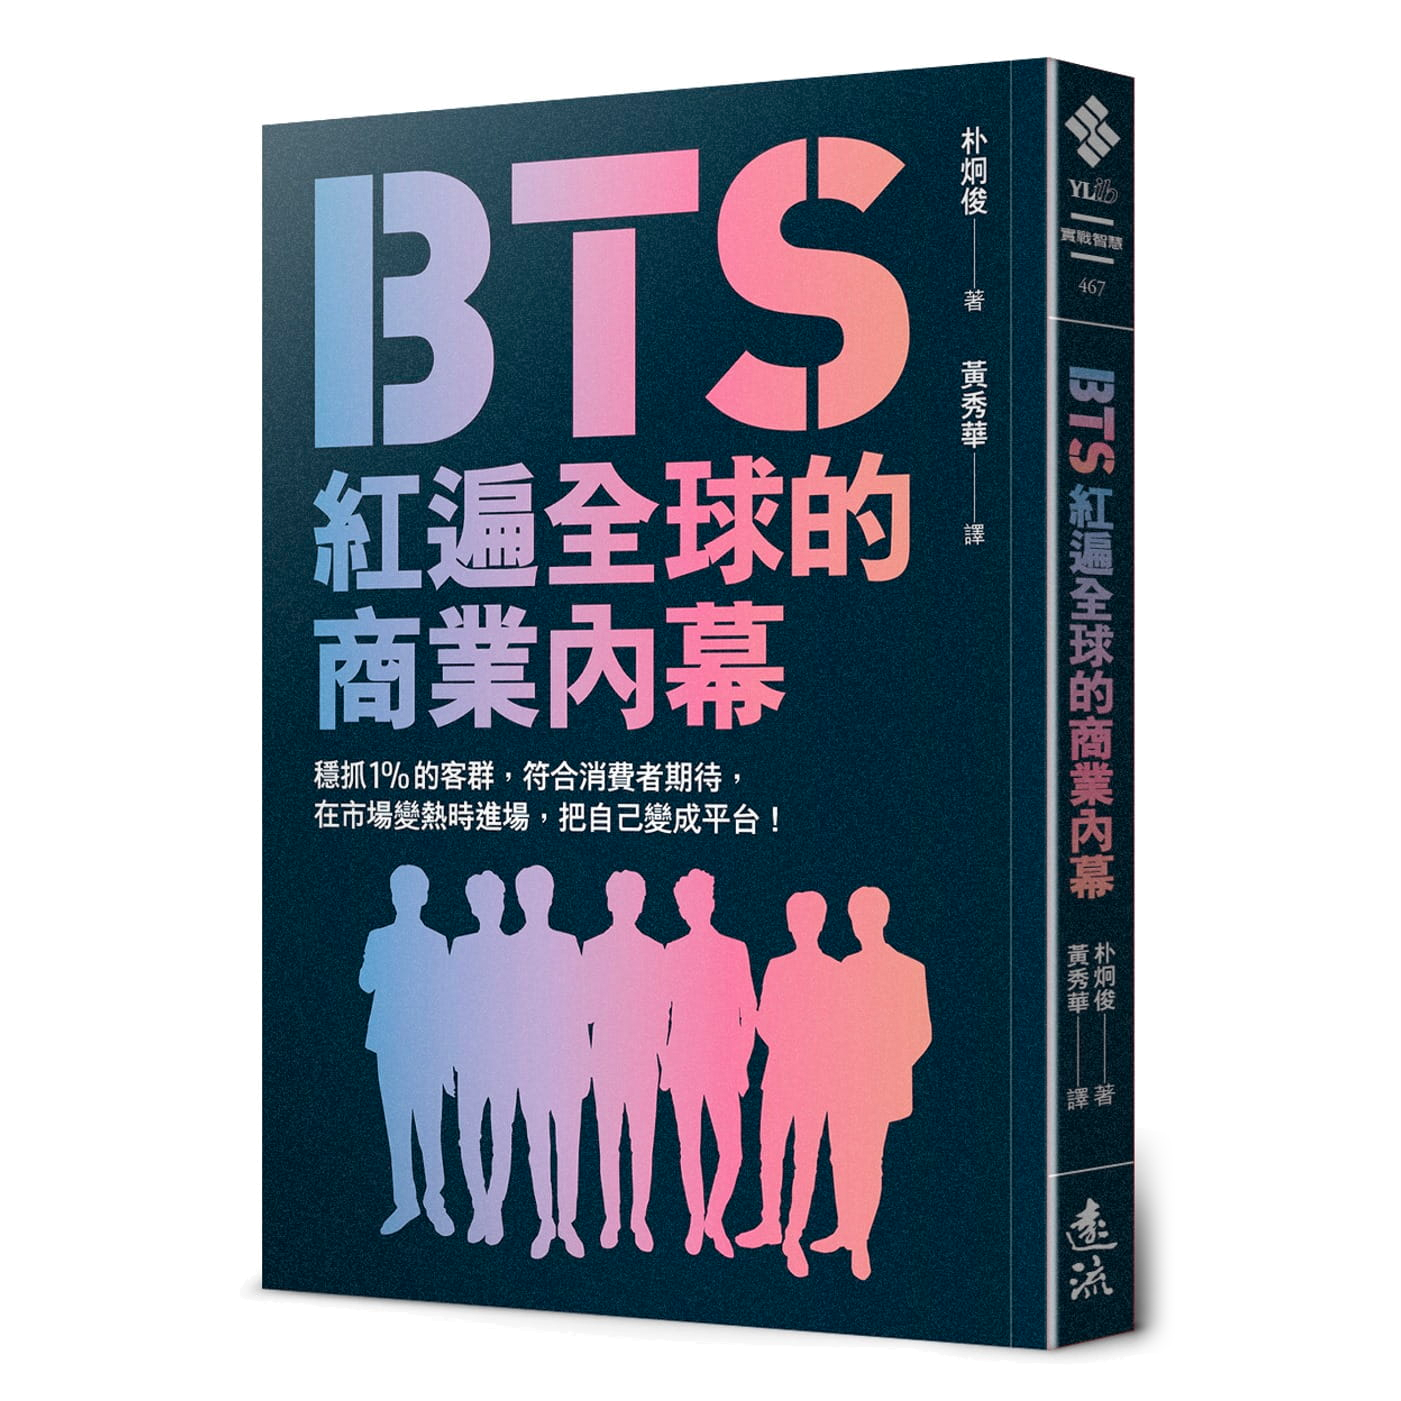 BTS
紅遍全球的
商業內幕
穩抓1%的客群，符合消費者期待，
在市場變熱時進場，把自己變成平台！
朴炯俊——著
黃秀華——譯
YLib
實戰智慧
467
BTS紅遍全球的商業內幕
朴炯俊——著
黃秀華——譯
遠流